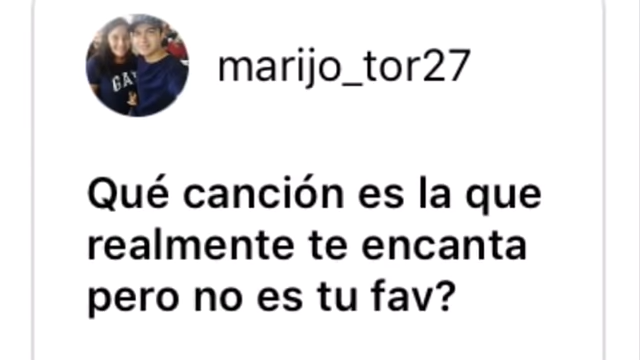 marijo_tor27
Qué canción es la que
realmente te encanta
pero no es tu fav?